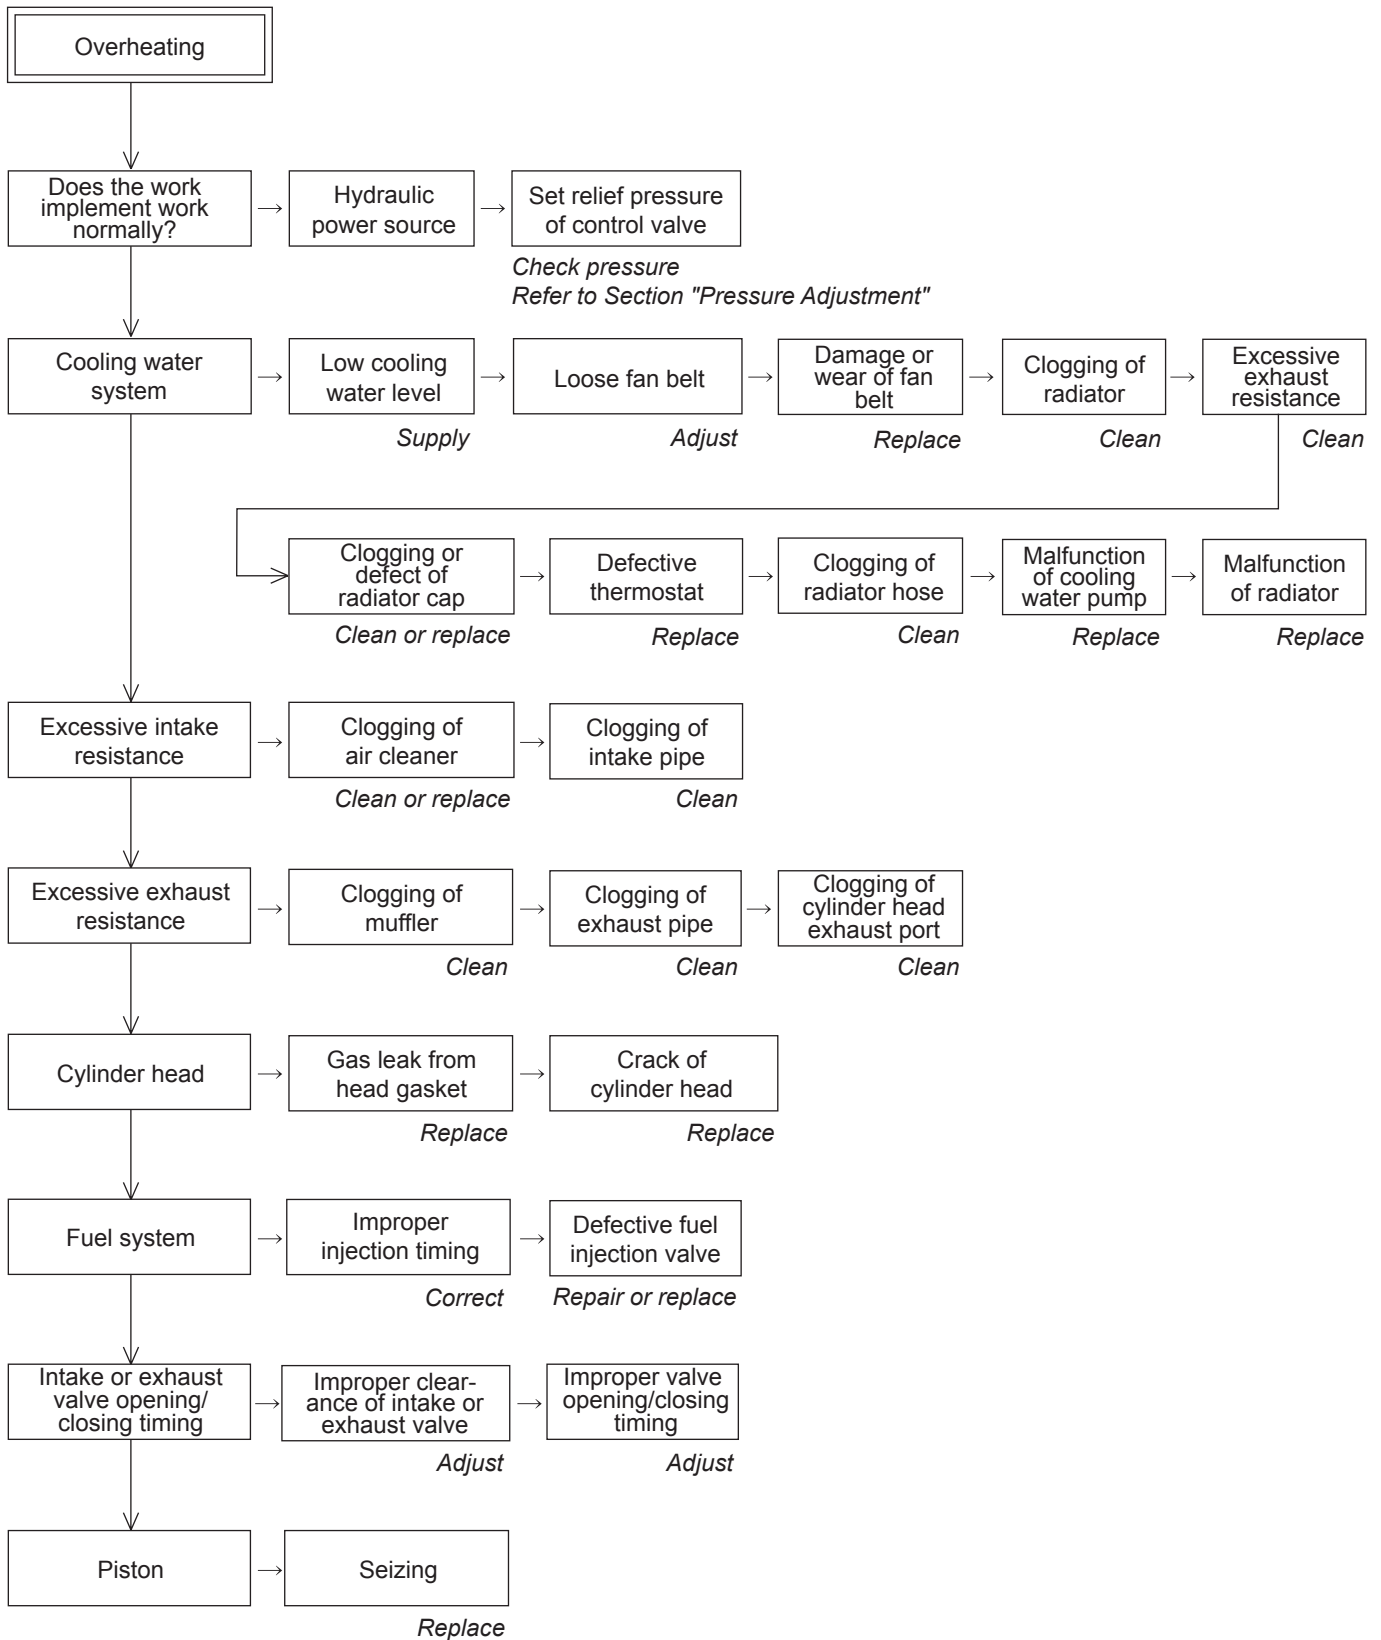 Overheating
Does the work
implement work
normally?
Hydraulic
power source
Set relief pressure
of control valve
Check pressure
Refer to Section "Pressure Adjustment"
Cooling water
system
Low cooling
water level
Supply
Loose fan belt
Adjust
Damage or
wear of fan
belt
Replace
Clogging of
radiator
Clean
Excessive
exhaust
resistance
Clean
Clogging or
defect of
radiator cap
Clean or replace
Defective
thermostat
Replace
Clogging of
radiator hose
Clean
Malfunction
of cooling
water pump
Replace
Malfunction
of radiator
Replace
Excessive intake
resistance
Clogging of
air cleaner
Clean or replace
Clogging of
intake pipe
Clean
Excessive exhaust
resistance
Clogging of
muffler
Clean
Clogging of
exhaust pipe
Clean
Clogging of
cylinder head
exhaust port
Clean
Cylinder head
Gas leak from
head gasket
Replace
Crack of
cylinder head
Replace
Fuel system
Improper
injection timing
Correct
Defective fuel
injection valve
Repair or replace
Intake or exhaust
valve opening/
closing timing
Improper clear-
ance of intake or
exhaust valve
Adjust
Improper valve
opening/closing
timing
Adjust
Piston
Seizing
Replace